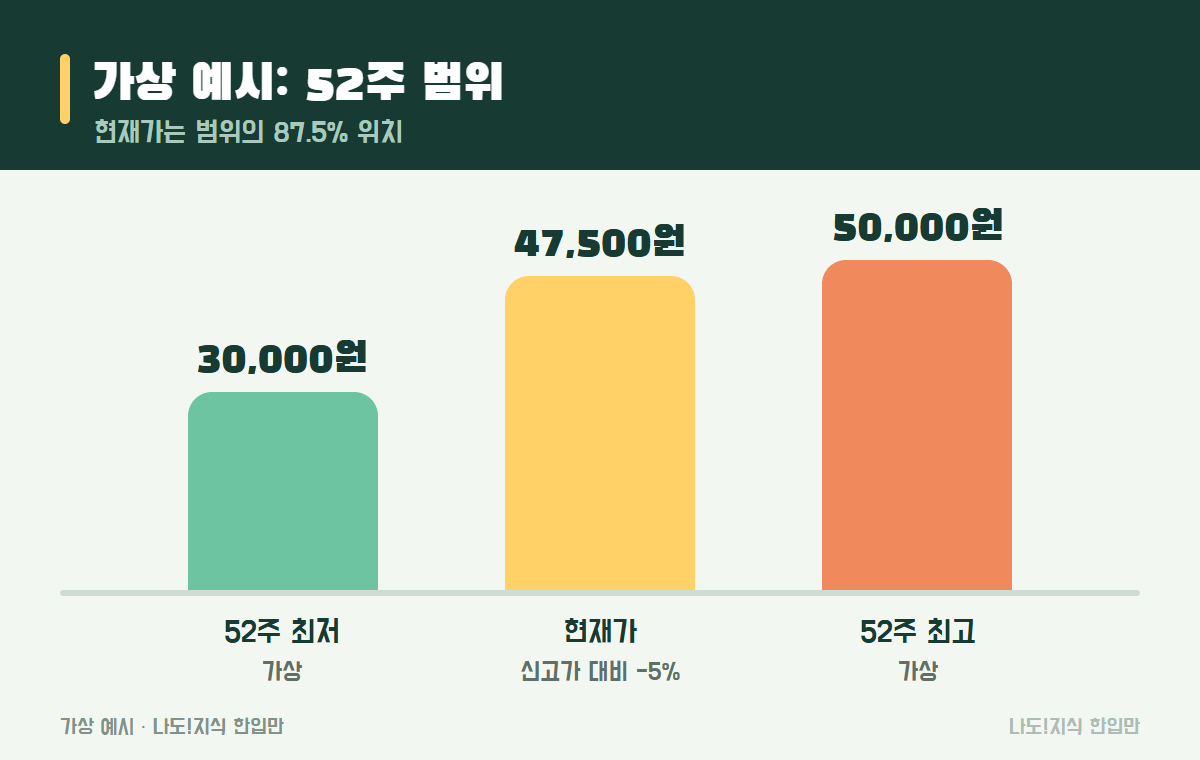 가상 예시: 52주 범위
현재가는 범위의 87.5% 위치
30,000원
47,500원
50,000원
52주 최저
현재가
52주 최고
가상
신고가 대비 -5%
가상
가상 예시 · 나도!지식 한입만
나도!지식 한입만